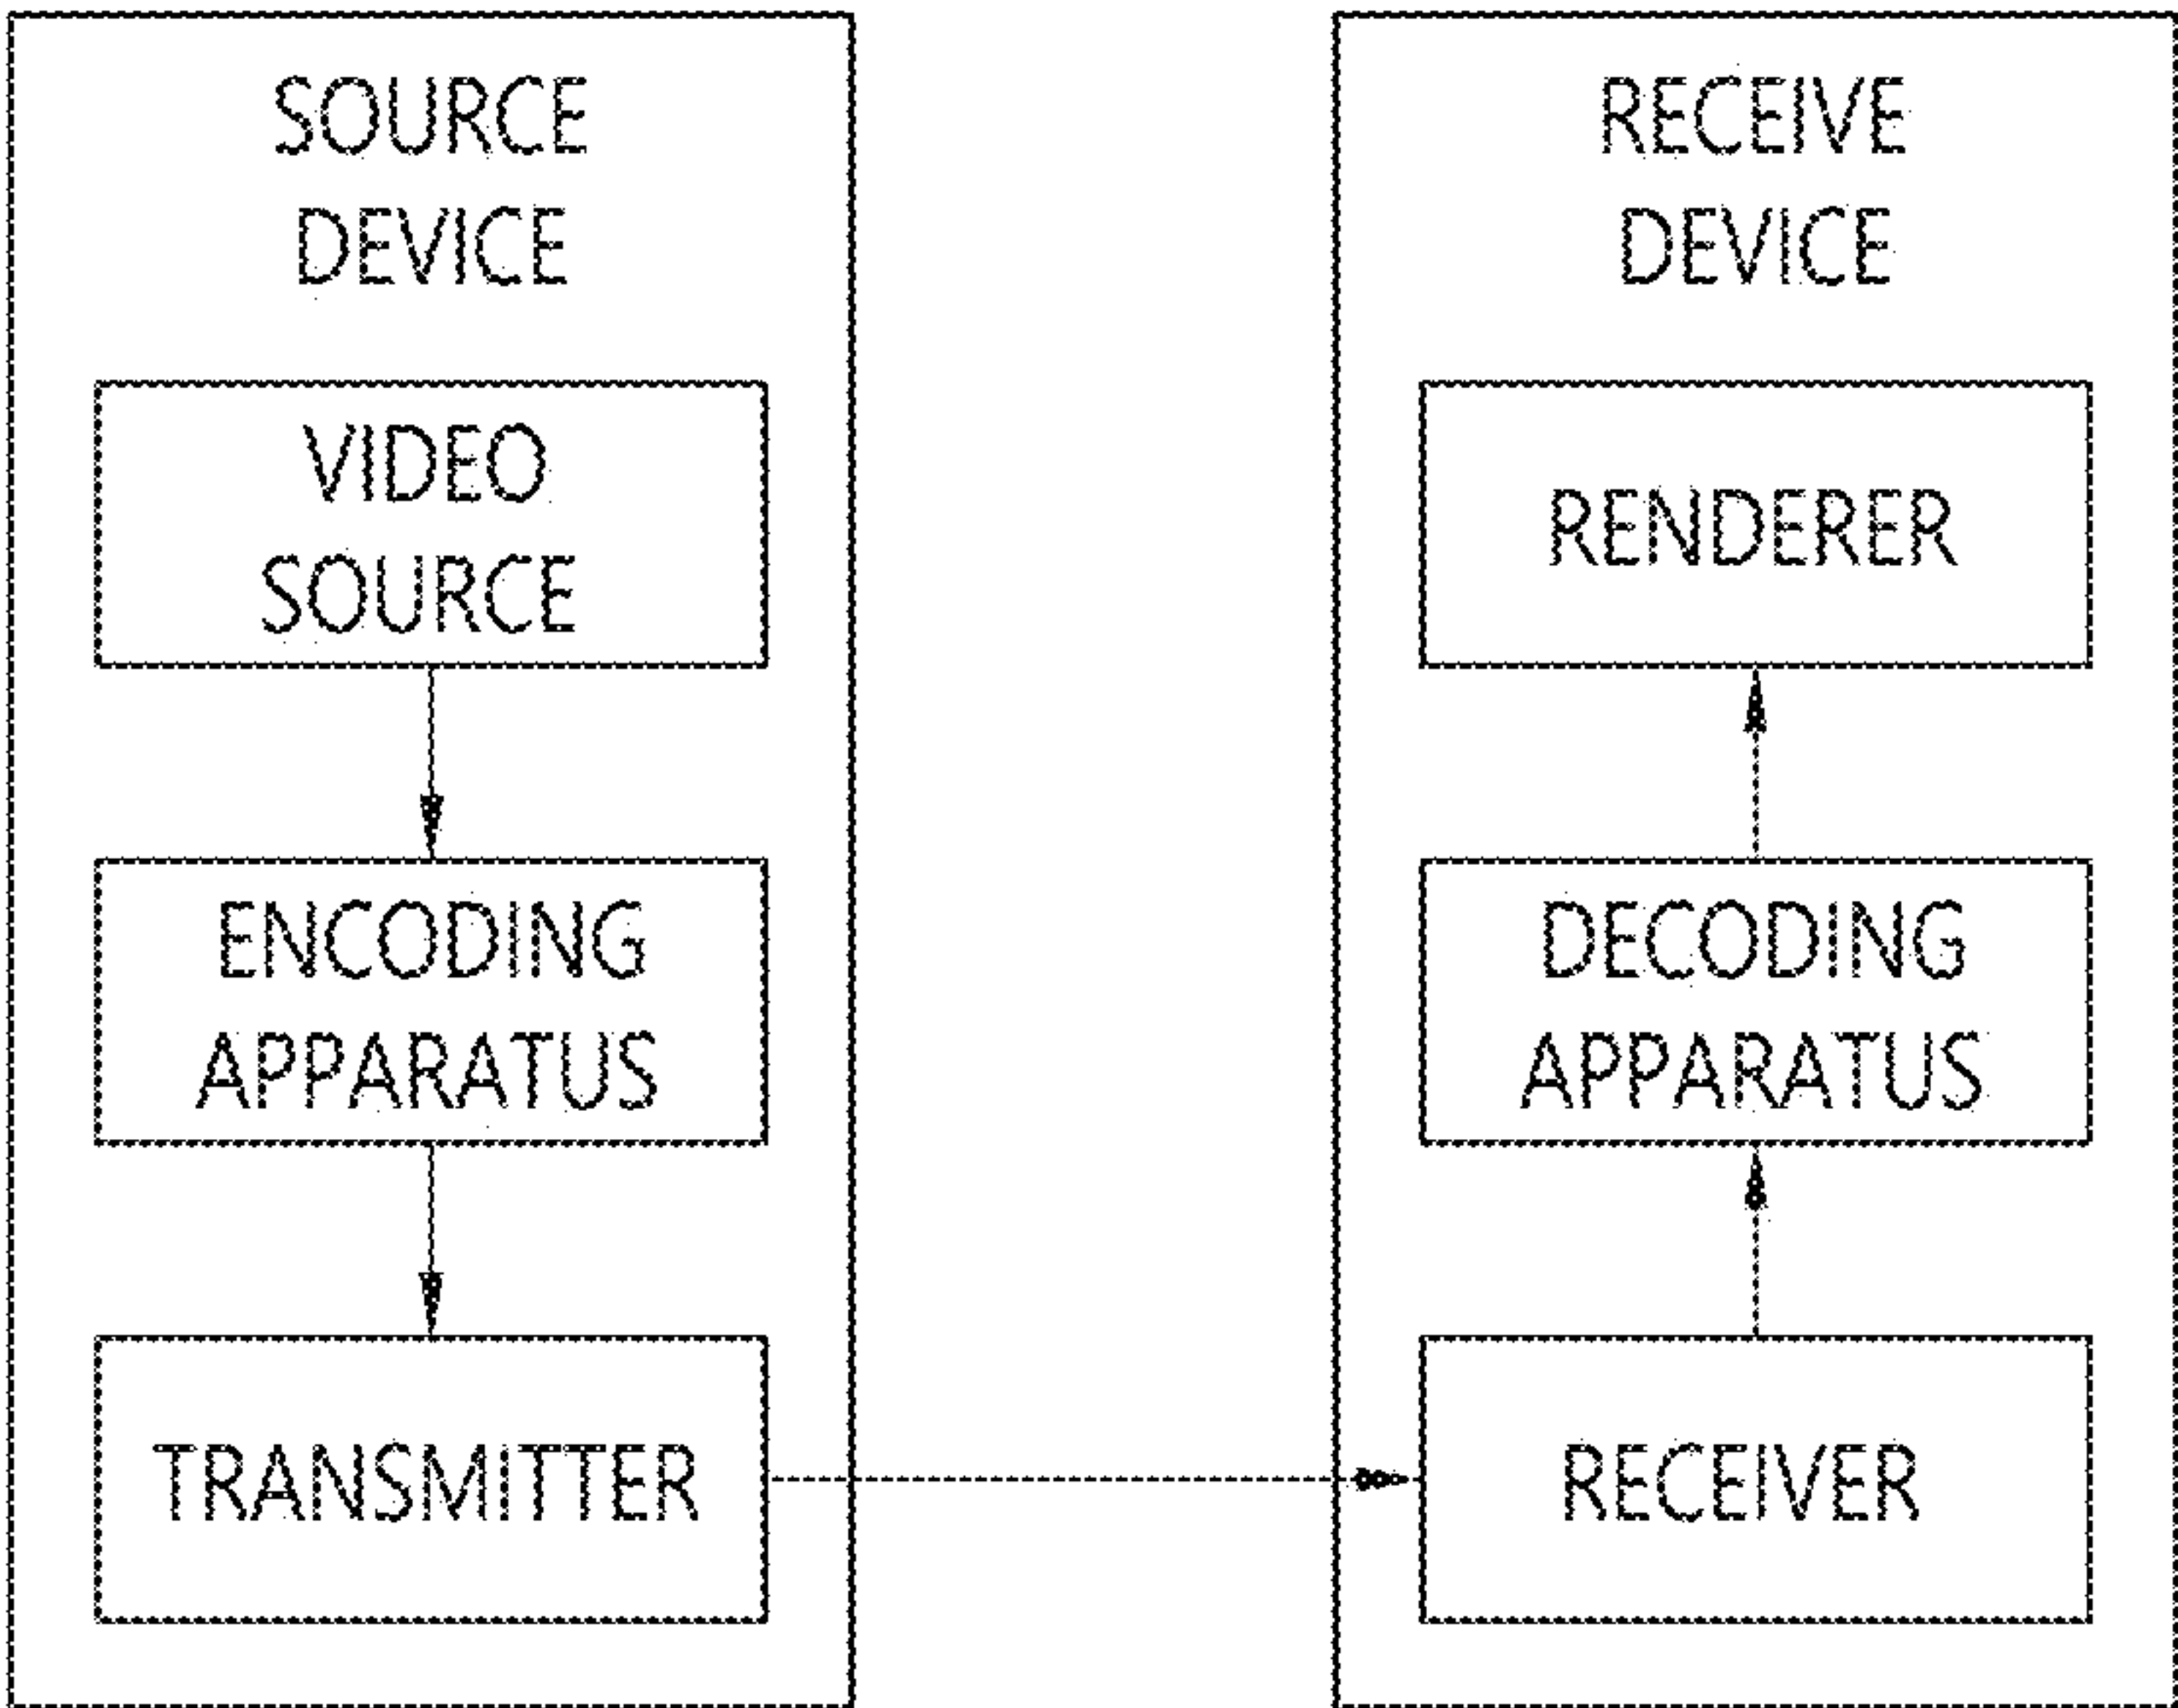 SOURCE
DEVICE
VIDEO
SOURCE
ENCODING
APPARATUS
TRANSMITTER
RECEIVE
DEVICE
RENDERER
DECODING
APPARATUS
RECEIVER